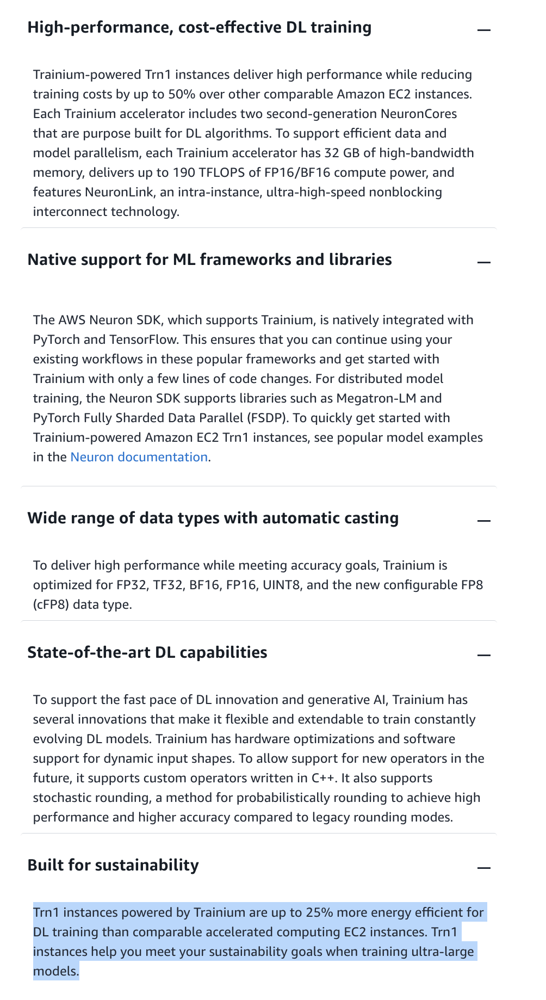 High-performance, cost-effective DL training
Trainium-powered Trn1 instances deliver high performance while reducing
training costs by up to 50% over other comparable Amazon EC2 instances.
Each Trainium accelerator includes two second-generation NeuronCores
that are purpose built for DL algorithms. To support efficient data and
model parallelism, each Trainium accelerator has 32 GB of high-bandwidth
memory, delivers up to 190 TFLOPS of FP16/BF16 compute power, and
features NeuronLink, an intra-instance, ultra-high-speed nonblocking
interconnect technology.
Native support for ML frameworks and libraries
The AWS Neuron SDK, which supports Trainium, is natively integrated with
PyTorch and TensorFlow. This ensures that you can continue using your
existing workflows in these popular frameworks and get started with
Trainium with only a few lines of code changes. For distributed model
training, the Neuron SDK supports libraries such as Megatron-LM and
PyTorch Fully Sharded Data Parallel (FSDP). To quickly get started with
Trainium-powered Amazon EC2 Trn1 instances, see popular model examples
in the Neuron documentation.
Wide range of data types with automatic casting
To deliver high performance while meeting accuracy goals, Trainium is
optimized for FP32, TF32, BF16, FP16, UINT8, and the new configurable FP8
(cFP8) data type.
State-of-the-art DL capabilities
To support the fast pace of DL innovation and generative AI, Trainium has
several innovations that make it flexible and extendable to train constantly
evolving DL models. Trainium has hardware optimizations and software
support for dynamic input shapes. To allow support for new operators in the
future, it supports custom operators written in C++. It also supports
stochastic rounding, a method for probabilistically rounding to achieve high
performance and higher accuracy compared to legacy rounding modes.
Built for sustainability
Trn1 instances powered by Trainium are up to 25% more energy efficient for
DL training than comparable accelerated computing EC2 instances. Trn1
instances help you meet your sustainability goals when training ultra-large
models.